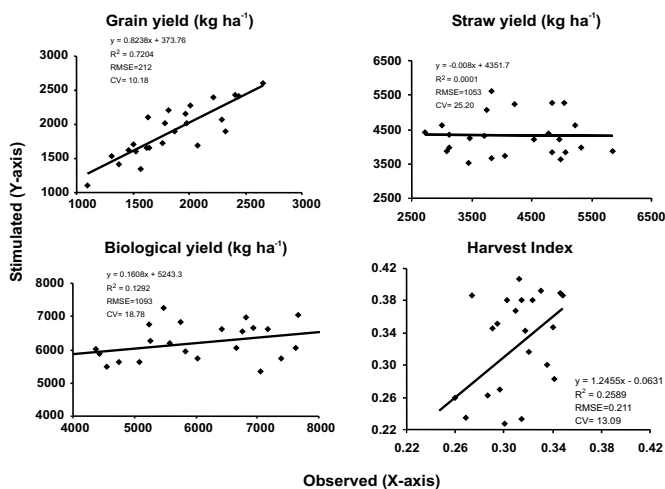 Grain yield (kg ha⁻¹)
y = 0.8238x + 373.76
R² = 0.7204
RMSE=212
CV= 10.18
3000
2500
2000
1500
1000
1000 1500 2000 2500 3000
Straw yield (kg ha⁻¹)
y = -0.008x + 4351.7
R² = 0.0001
RMSE=1053
CV= 25.20
6500
5500
4500
3500
2500
2500 3500 4500 5500 6500
Stimulated (Y-axis)
Biological yield (kg ha⁻¹)
y = 0.1608x + 5243.3
R² = 0.1292
RMSE=1093
CV= 18.78
8000
7000
6000
5000
4000
4000 5000 6000 7000 8000
Harvest Index
0.42
0.38
0.34
0.30
0.26
0.22
y = 1.2455x - 0.0631
R² = 0.2589
RMSE=0.211
CV= 13.09
0.22 0.26 0.30 0.34 0.38 0.42
Observed (X-axis)